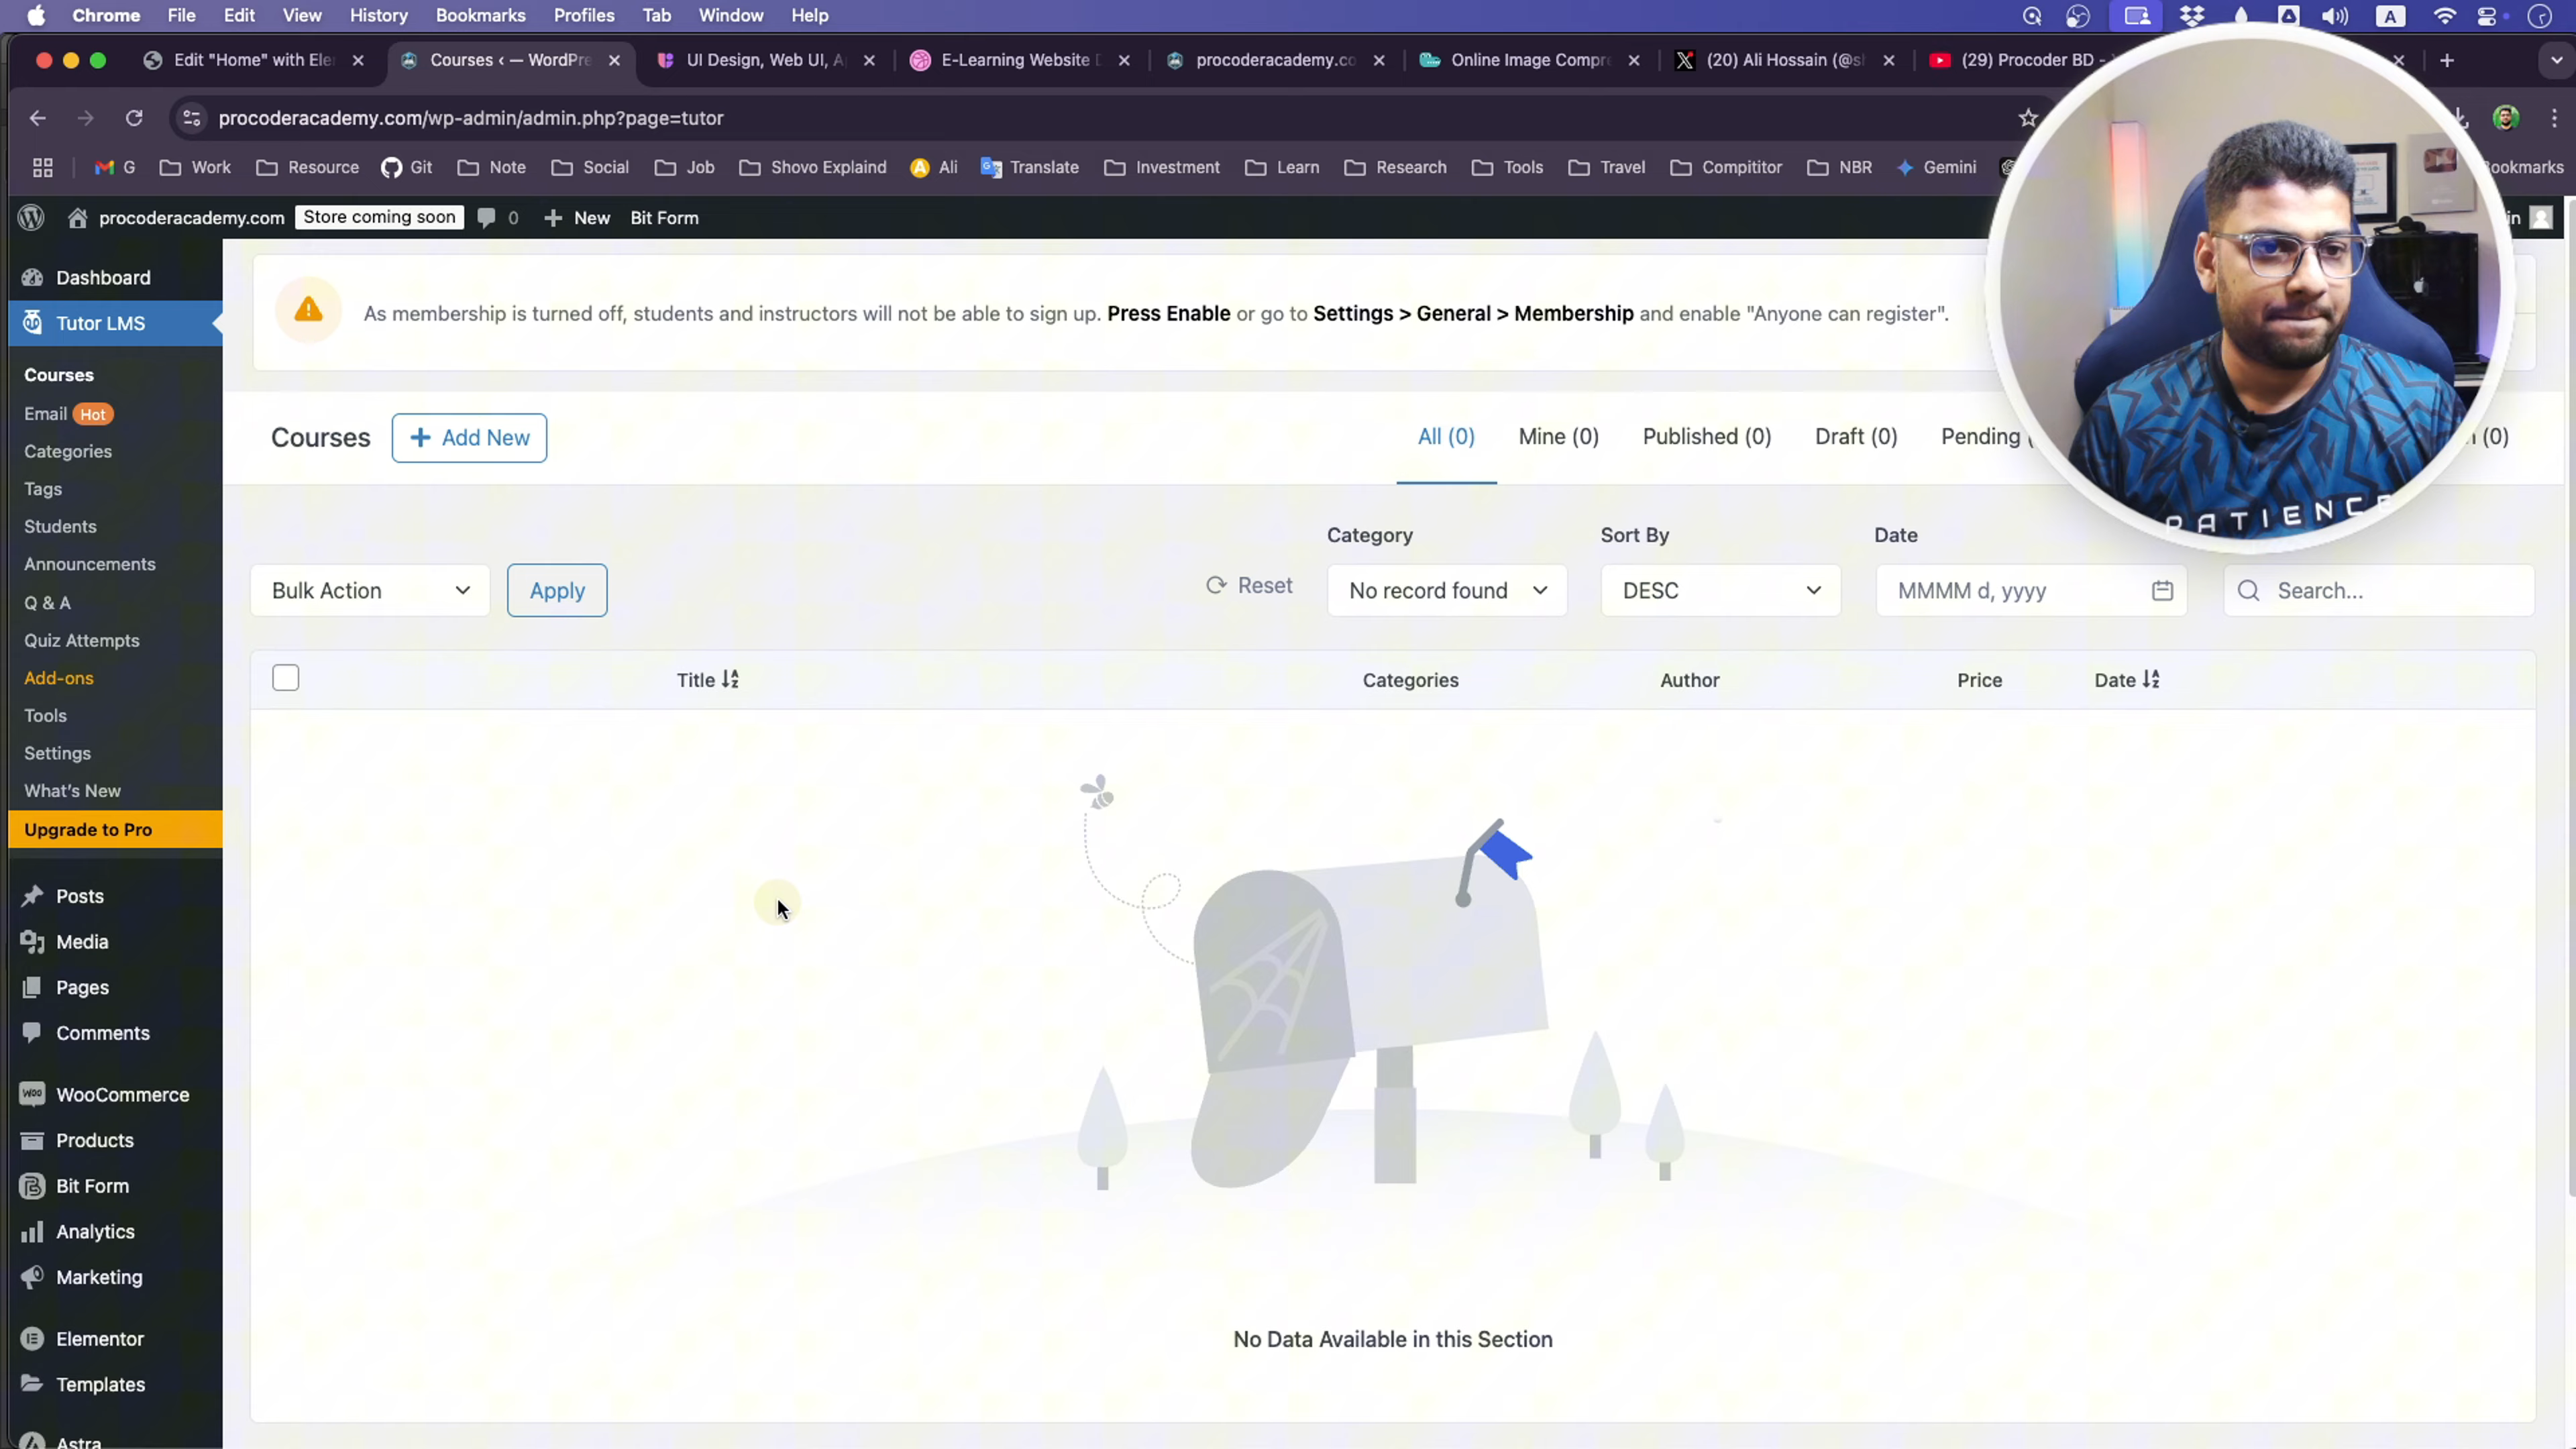 Chrome File Edit View History Bookmarks Profiles Tab Window Help
Edit "Home" with Ele
Courses ‹ — WordPre
UI Design, Web UI, A
E-Learning Website D
procoderacademy.co
Online Image Compre
(20) Ali Hossain (@sh
(29) Procoder BD -
procoderacademy.com/wp-admin/admin.php?page=tutor
G Work Resource Git Note Social Job Shovo Explaind Ali Translate Investment Learn Research Tools Travel Compititor NBR Gemini
ookmarks
procoderacademy.com Store coming soon 0 New Bit Form
in
Dashboard
Tutor LMS
Courses
Email Hot
Categories
Tags
Students
Announcements
Q & A
Quiz Attempts
Add-ons
Tools
Settings
What's New
Upgrade to Pro
Posts
Media
Pages
Comments
WooCommerce
Products
Bit Form
Analytics
Marketing
Elementor
Templates
Astra
As membership is turned off, students and instructors will not be able to sign up. Press Enable or go to Settings > General > Membership and enable "Anyone can register".
Courses + Add New
All (0) Mine (0) Published (0) Draft (0) Pending (0)
PATIENCE
Category Sort By Date
Bulk Action Apply Reset No record found DESC MMMM d, yyyy Search...
Title Categories Author Price Date
No Data Available in this Section